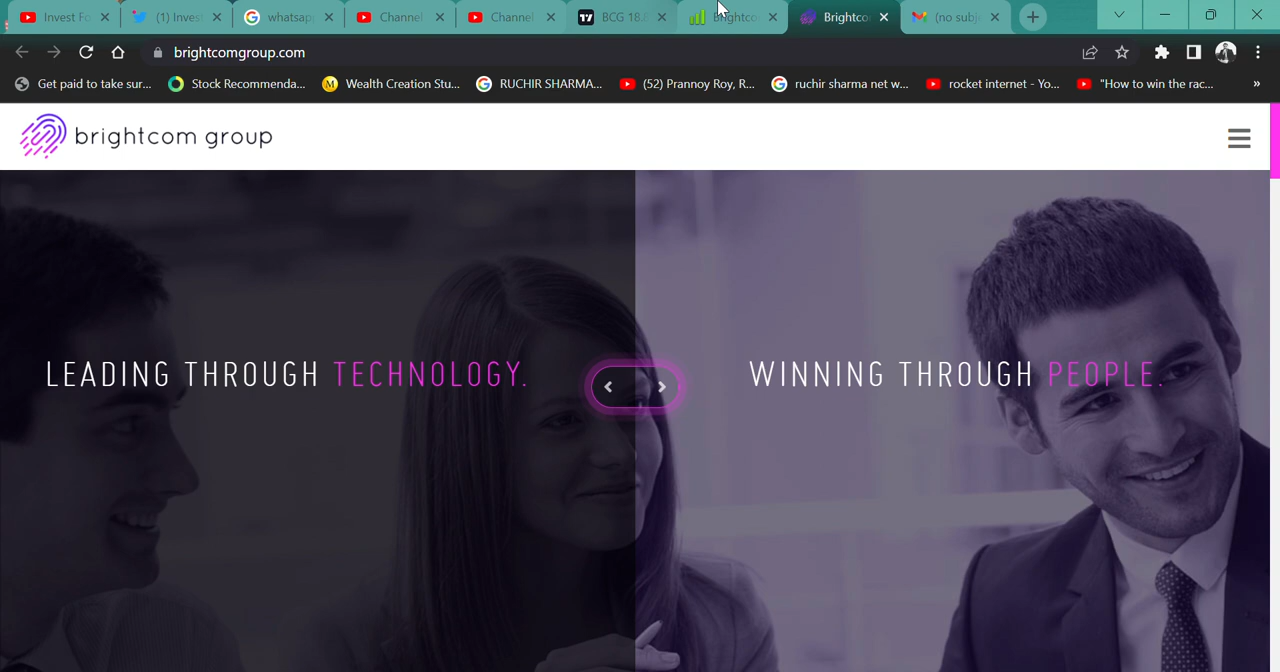 Invest Fo
(1) Invest
whatsap
Channel
Channel
BCG 18.
Brightco
Brightco
(no subj
brightcomgroup.com
Get paid to take sur...
Stock Recommenda...
Wealth Creation Stu...
RUCHIR SHARMA...
(52) Prannoy Roy, R...
ruchir sharma net w...
rocket internet - Yo...
"How to win the rac...
»
brightcom group
LEADING THROUGH TECHNOLOGY.
WINNING THROUGH PEOPLE.